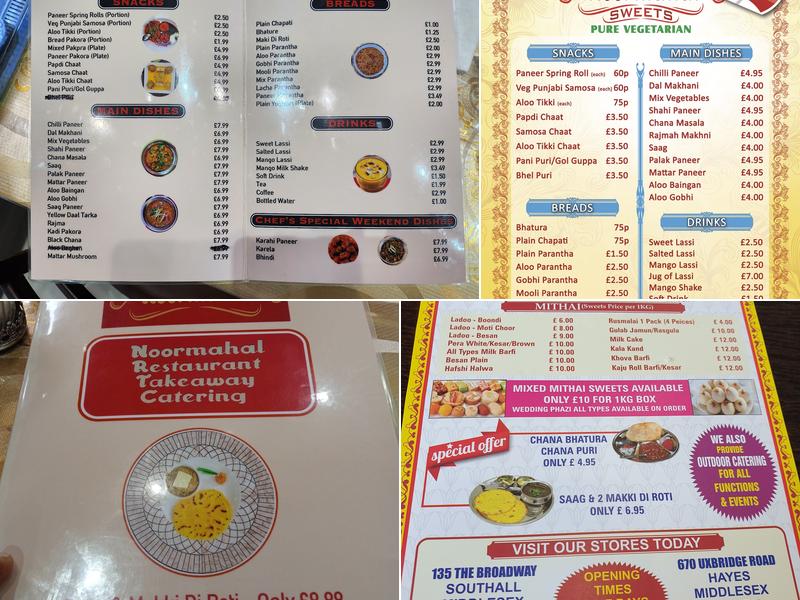 SNACKS
Paneer Spring Rolls (Portion) £2.50
Veg Punjabi Samosa (Portion) £2.50
Aloo Tikki (Portion) £2.50
Bread Pakora (Portion) £1.99
Mixed Pakpra (Plate) £4.99
Paneer Pakora (Plate) £6.99
Papdi Chaat £4.99
Samosa Chaat £4.99
Aloo Tikki Chaat £4.99
Pani Puri/Gol Guppa £4.99
MAIN DISHES
Chilli Paneer £7.99
Dal Makhani £6.99
Mix Vegetables £6.99
Shahi Paneer £7.99
Chana Masala £6.99
Saag £7.99
Palak Paneer £7.99
Mattar Paneer £7.99
Aloo Baingan £6.99
Aloo Gobhi £6.99
Saag Paneer £7.99
Yellow Daal Tarka £6.99
Rajma £6.99
Kadi Pakora £6.99
Black Chana £7.99
Mattar Mushroom £7.99
BREADS
Plain Chapati £1.00
Bhature £1.25
Maki Di Roti £2.50
Plain Parantha £2.00
Aloo Parantha £2.99
Gobhi Parantha £2.99
Mooli Parantha £2.99
Mix Parantha £2.99
Lacha Parantha £2.99
Parantha £3.49
Plain Yoghurt (Plate) £2.00
DRINKS
Sweet Lassi £2.99
Salted Lassi £2.99
Mango Lassi £2.99
Mango Milk Shake £3.49
Soft Drink £1.50
Tea £1.99
Coffee £2.99
Bottled Water £1.00
Chef's Special Weekend Dishes
Karahi Paneer £7.99
Karela £7.99
Bhindi £6.99
SWEETS
PURE VEGETARIAN
SNACKS
Paneer Spring Roll (each) 60p
Veg Punjabi Samosa (each) 60p
Aloo Tikki (each) 75p
Papdi Chaat £3.50
Samosa Chaat £3.50
Aloo Tikki Chaat £3.50
Pani Puri/Gol Guppa £3.50
Bhel Puri £3.50
BREADS
Bhatura 75p
Plain Chapati 75p
Plain Parantha £1.50
Aloo Parantha £2.50
Gobhi Parantha £2.50
Mooli Parantha £2.50
MAIN DISHES
Chilli Paneer £4.95
Dal Makhani £4.00
Mix Vegetables £4.00
Shahi Paneer £4.95
Chana Masala £4.00
Rajmah Makhni £4.00
Saag £4.00
Palak Paneer £4.95
Mattar Paneer £4.95
Aloo Baingan £4.00
Aloo Gobhi £4.00
DRINKS
Sweet Lassi £2.50
Salted Lassi £2.50
Mango Lassi £2.50
Jug of Lassi £7.00
Mango Shake £2.50
Soft Drink £1.50
Noormahal
Restaurant
Takeaway
Catering
& Makki Di Roti - Only £9.99
MITHAI (Sweets Price per 1KG)
Ladoo - Boondi £ 6.00
Ladoo - Moti Choor £ 8.00
Ladoo - Besan £ 9.00
Pera White/Kesar/Brown £ 10.00
All Types Milk Barfi £ 10.00
Besan Plain £ 10.00
Hafshi Halwa £ 10.00
Rusmalai 1 Pack (4 Peices) £ 4.00
Gulab Jamun/Rasgula £ 10.00
Milk Cake £ 12.00
Kala Kand £ 12.00
Khova Barfi £ 12.00
Kaju Roll Barfi/Kesar £ 12.00
MIXED MITHAI SWEETS AVAILABLE
ONLY £10 FOR 1KG BOX
WEDDING PHAZI ALL TYPES AVAILABLE ON ORDER
special offer
CHANA BHATURA
CHANA PURI
ONLY £ 4.95
SAAG & 2 MAKKI DI ROTI
ONLY £ 6.95
WE ALSO
PROVIDE
OUTDOOR CATERING
FOR ALL
FUNCTIONS
& EVENTS
VISIT OUR STORES TODAY
135 THE BROADWAY
SOUTHALL
MIDDLESEX
OPENING
TIMES
670 UXBRIDGE ROAD
HAYES
MIDDLESEX